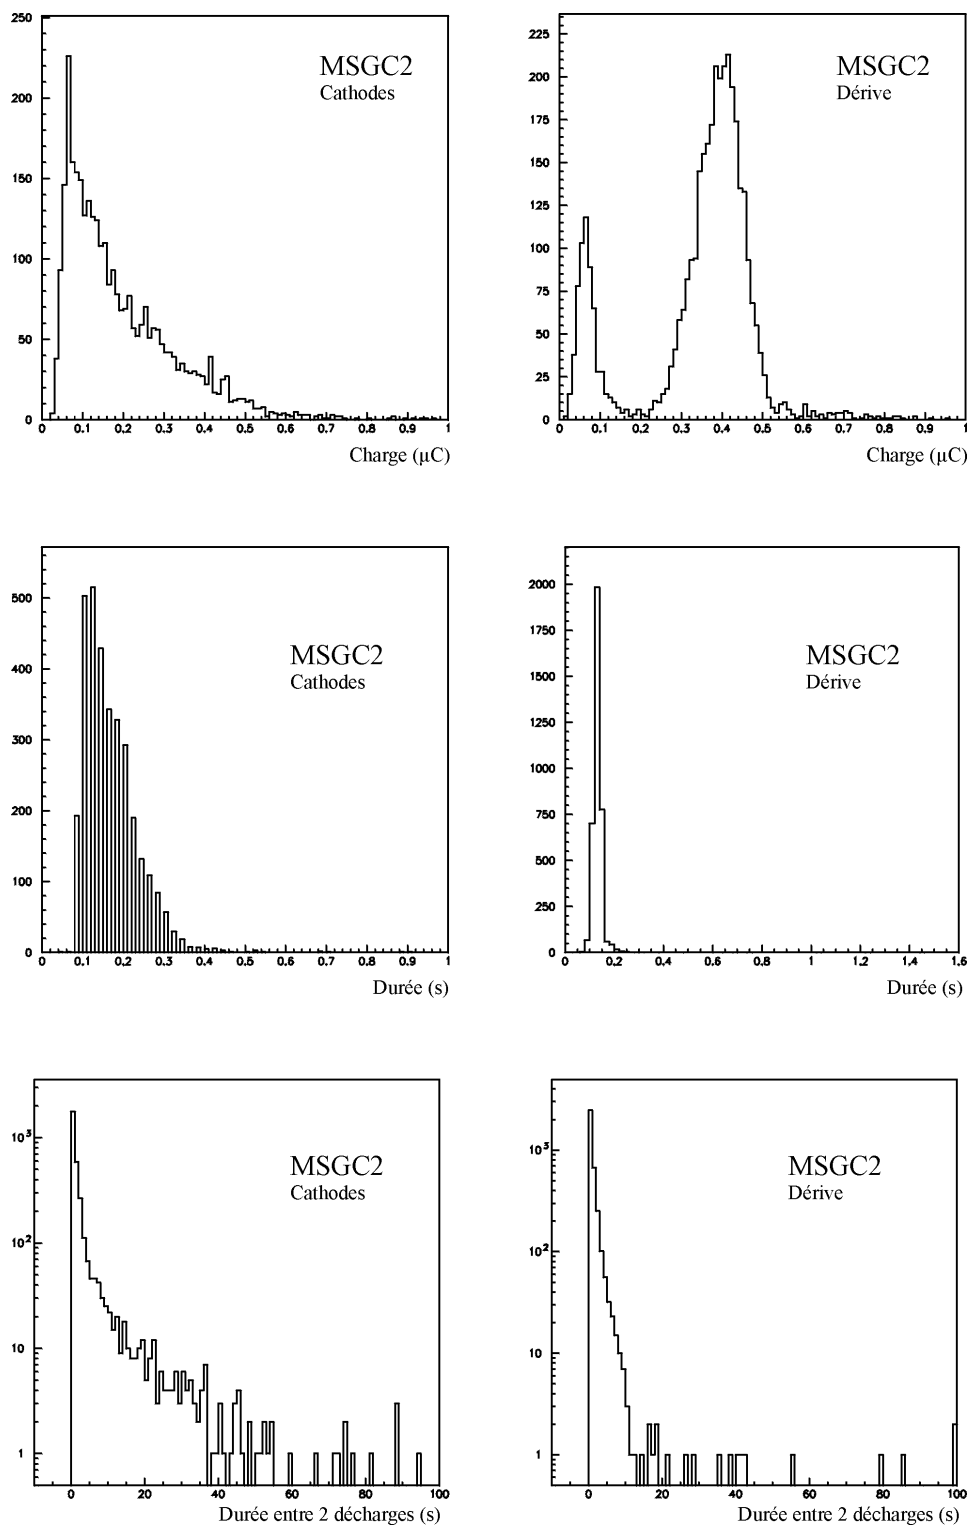 250
200
150
100
50
0
MSGC2
Cathodes
0 0.1 0.2 0.3 0.4 0.5 0.6 0.7 0.8 0.9 1
Charge (µC)
225
200
175
150
125
100
75
50
25
0
MSGC2
Dérive
0 0.1 0.2 0.3 0.4 0.5 0.6 0.7 0.8 0.9 1
Charge (µC)
500
400
300
200
100
0
MSGC2
Cathodes
0 0.1 0.2 0.3 0.4 0.5 0.6 0.7 0.8 0.9 1
Durée (s)
2000
1750
1500
1250
1000
750
500
250
0
MSGC2
Dérive
0 0.2 0.4 0.6 0.8 1 1.2 1.4 1.6
Durée (s)
10³
10²
10
1
MSGC2
Cathodes
0 20 40 60 80 100
Durée entre 2 décharges (s)
10³
10²
10
1
MSGC2
Dérive
0 20 40 60 80 100
Durée entre 2 décharges (s)